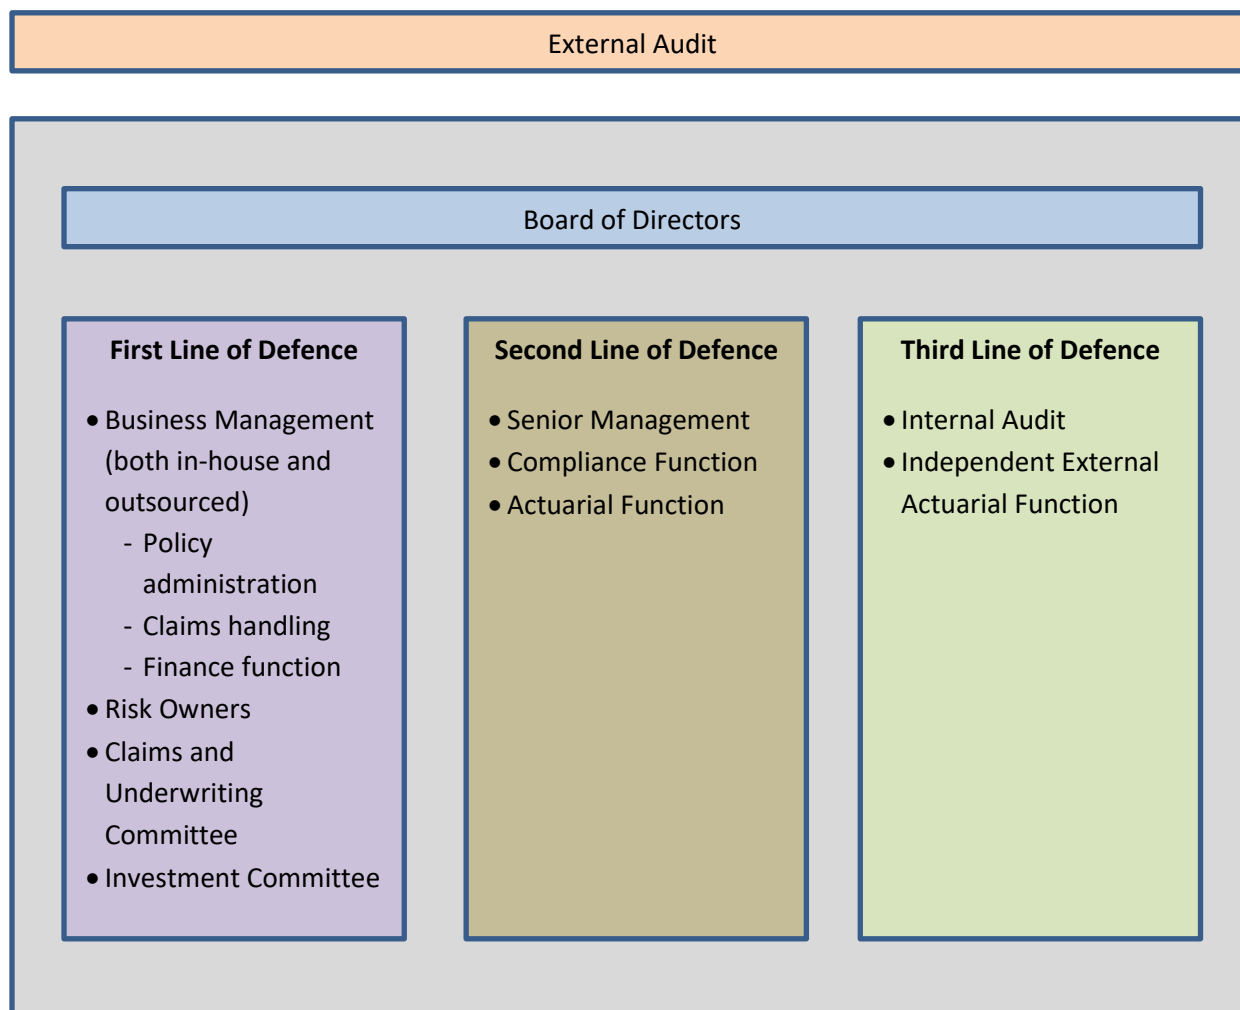 External Audit
Board of Directors
First Line of Defence
• Business Management
(both in-house and
outsourced)
- Policy
administration
- Claims handling
- Finance function
• Risk Owners
• Claims and
Underwriting
Committee
• Investment Committee
Second Line of Defence
• Senior Management
• Compliance Function
• Actuarial Function
Third Line of Defence
• Internal Audit
• Independent External
Actuarial Function